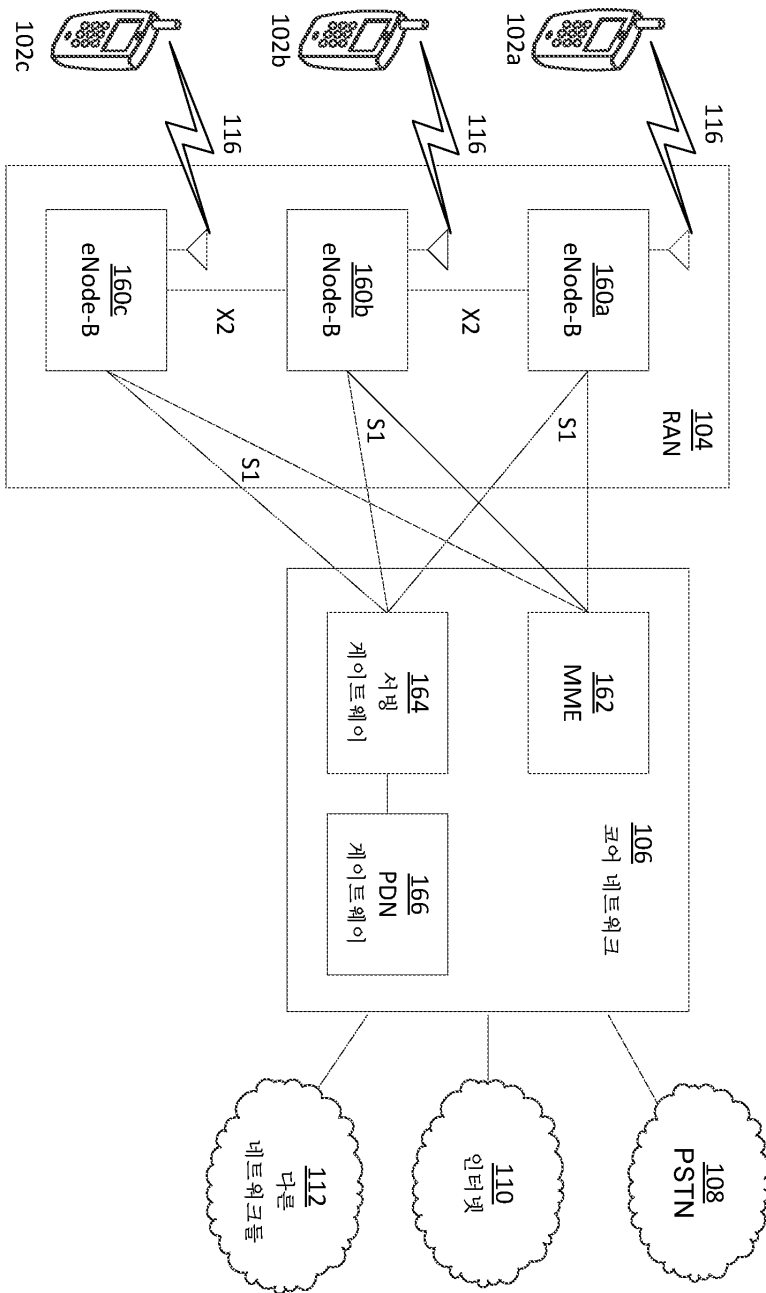 108
PSTN
116
104
RAN
106
코어 네트워크
102a
160a
eNode-B
S1
162
MME
110
인터넷
116
X2
102b
160b
eNode-B
S1
164
서빙
게이트웨이
166
PDN
게이트웨이
112
다른
네트워크들
116
X2
S1
102c
160c
eNode-B